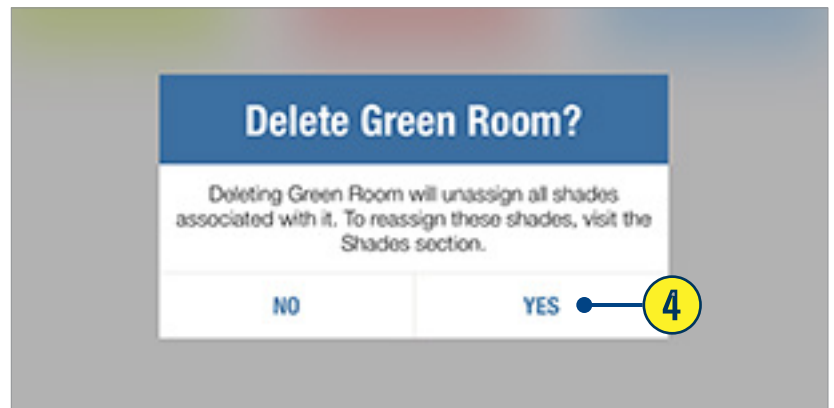 Delete Green Room?
Deleting Green Room will unassign all shades
associated with it. To reassign these shades, visit the
Shades section.
NO
YES
4